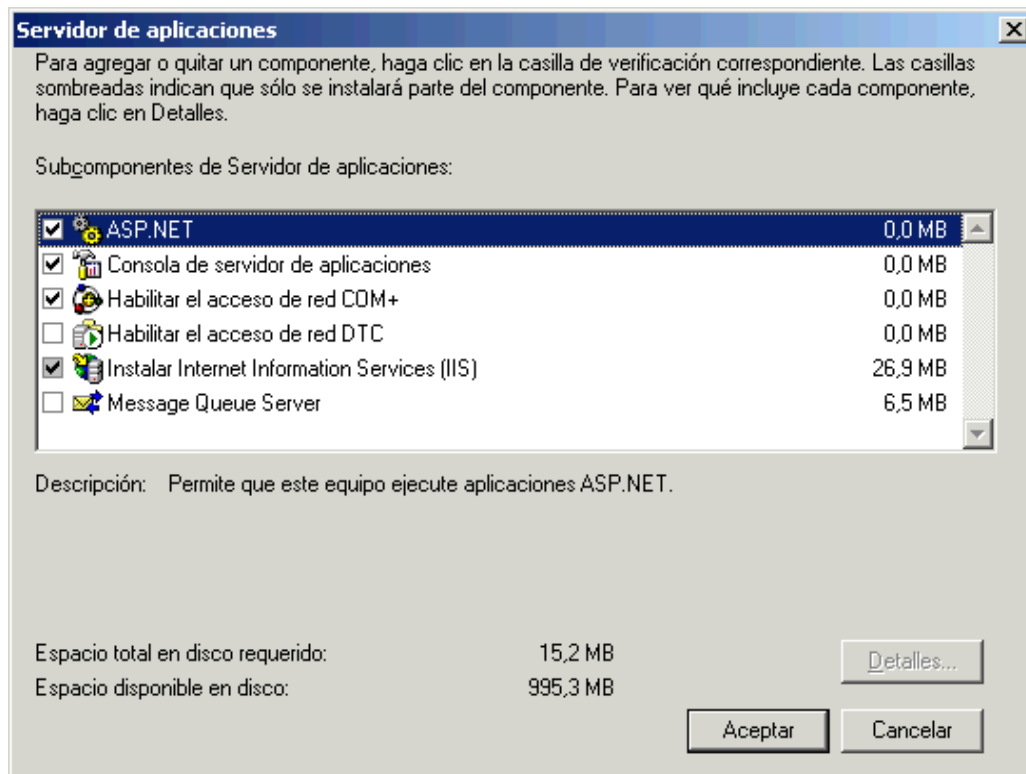 Servidor de aplicaciones
Para agregar o quitar un componente, haga clic en la casilla de verificación correspondiente. Las casillas
sombreadas indican que sólo se instalará parte del componente. Para ver qué incluye cada componente,
haga clic en Detalles.
Subcomponentes de Servidor de aplicaciones:
ASP.NET 0,0 MB
Consola de servidor de aplicaciones 0,0 MB
Habilitar el acceso de red COM+ 0,0 MB
Habilitar el acceso de red DTC 0,0 MB
Instalar Internet Information Services (IIS) 26,9 MB
Message Queue Server 6,5 MB
Descripción: Permite que este equipo ejecute aplicaciones ASP.NET.
Espacio total en disco requerido: 15,2 MB
Detalles...
Espacio disponible en disco: 995,3 MB
Aceptar Cancelar